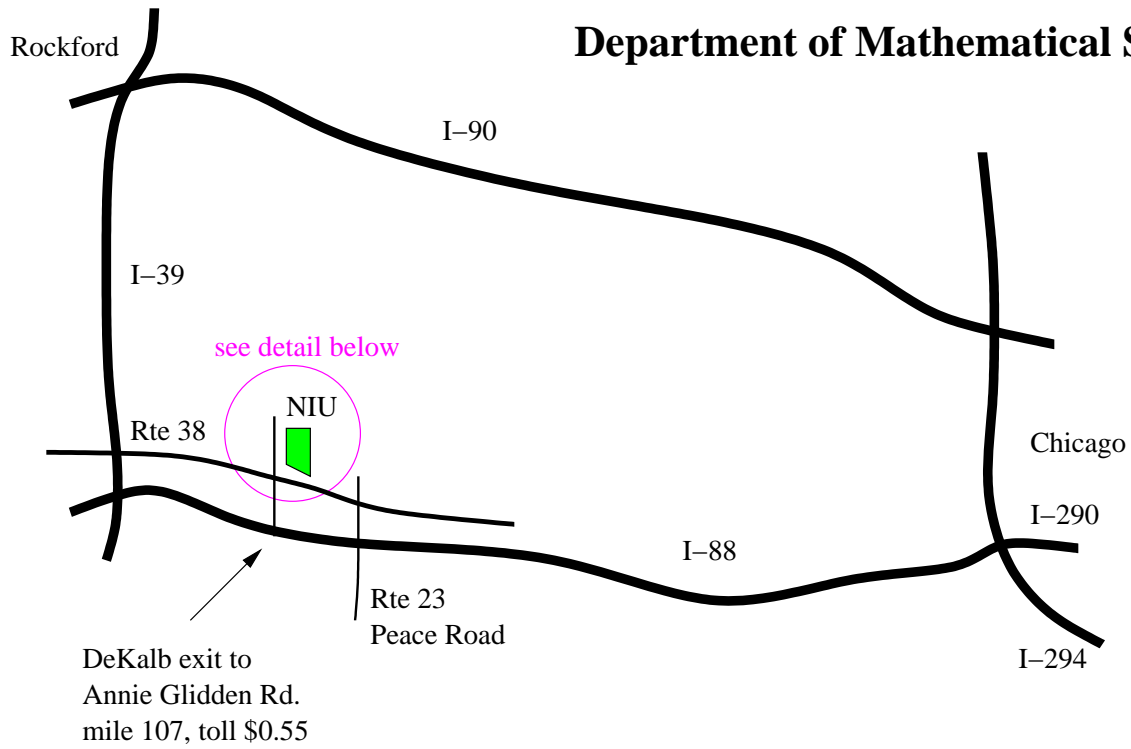 Department of Mathematical S
Rockford
I–90
I–39
see detail below
NIU
Rte 38
Chicago
I–290
I–88
Rte 23
Peace Road
I–294
DeKalb exit to
Annie Glidden Rd.
mile 107, toll $0.55